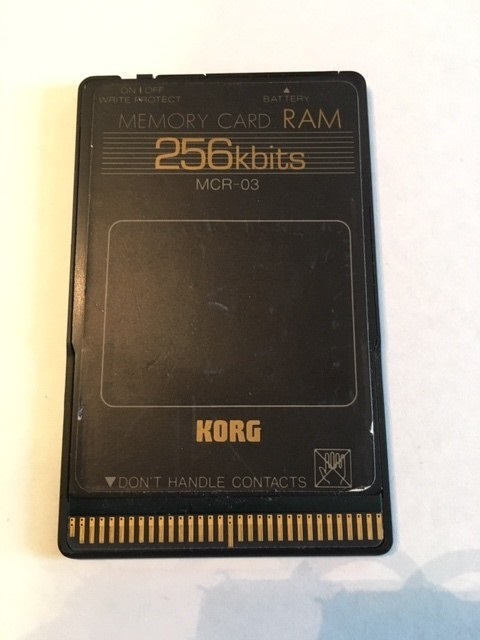 ON | OFF
WRITE PROTECT
▲
BATTERY
MEMORY CARD RAM
256kbits
MCR-03
KORG
▼DON'T HANDLE CONTACTS